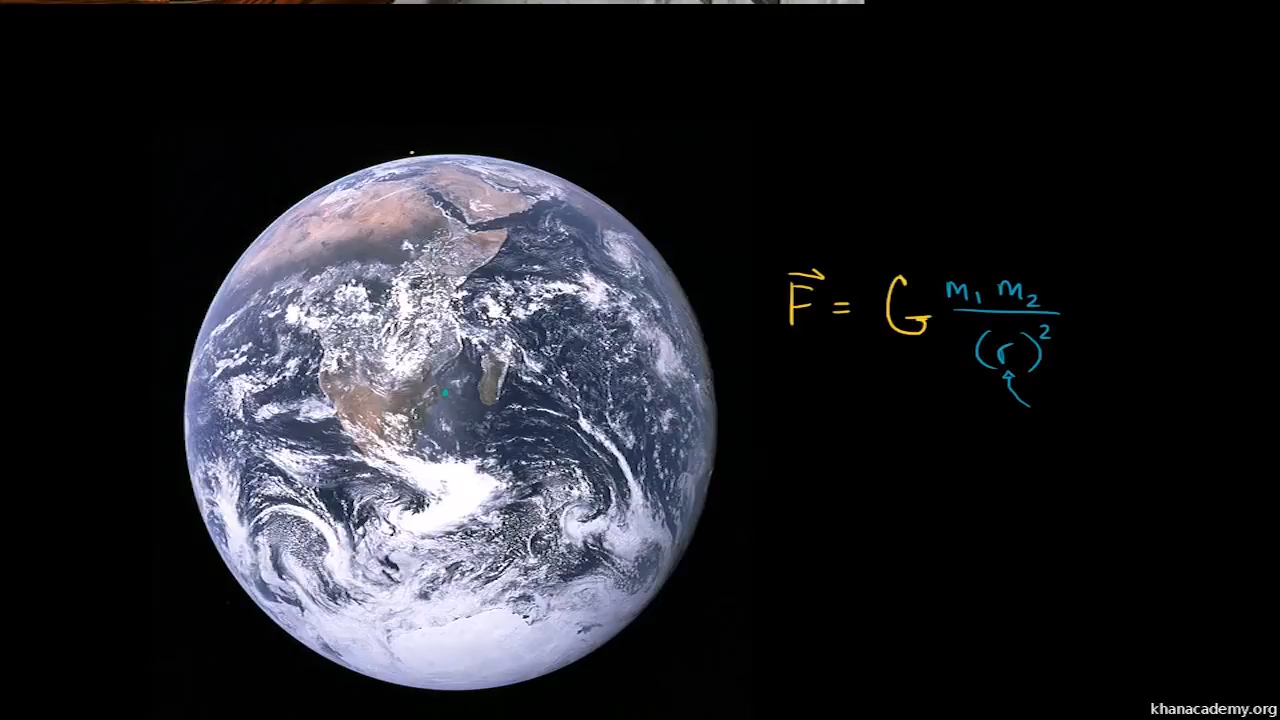 F⃗ = G m₁ m₂ / (r)²
khanacademy.org